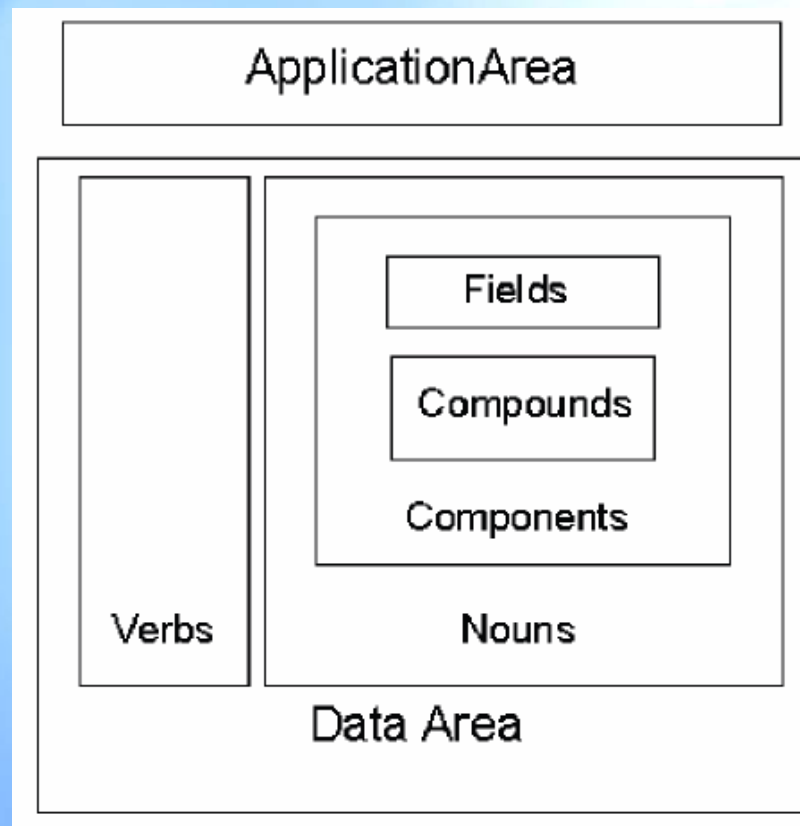 ApplicationArea
Fields
Compounds
Components
Verbs
Nouns
Data Area